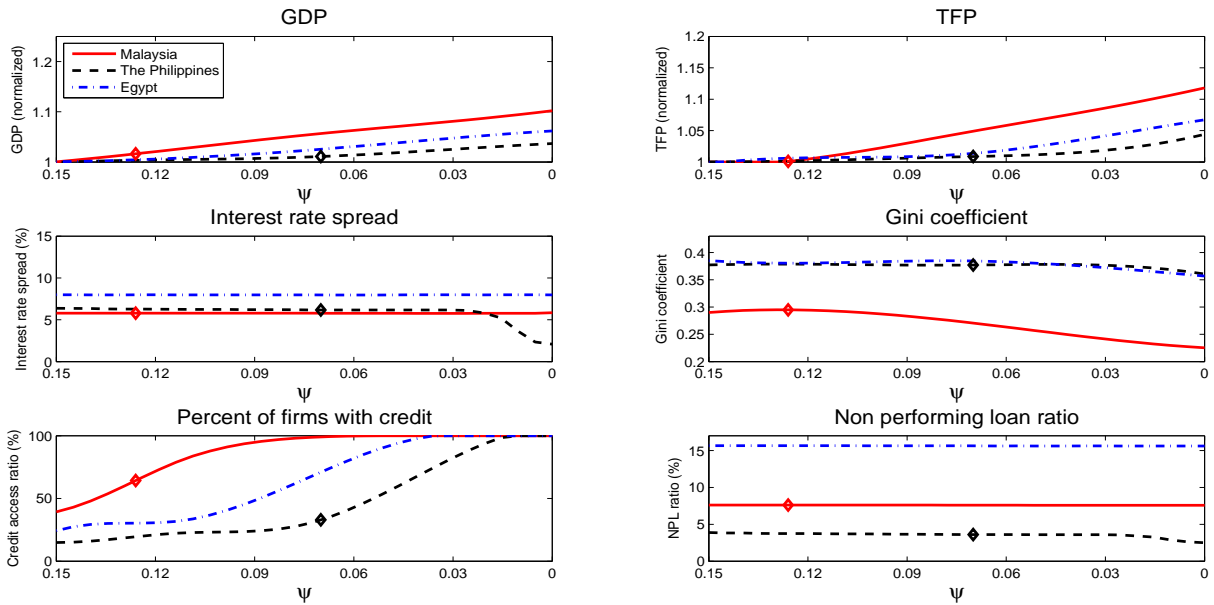 GDP
GDP (normalized)
1.2
1.1
1
Malaysia
The Philippines
Egypt
0.15 0.12 0.09 0.06 0.03 0
ψ
TFP
TFP (normalized)
1.2
1.15
1.1
1.05
1
0.15 0.12 0.09 0.06 0.03 0
ψ
Interest rate spread
Interest rate spread (%)
15
10
5
0
0.15 0.12 0.09 0.06 0.03 0
ψ
Gini coefficient
Gini coefficient
0.4
0.35
0.3
0.25
0.2
0.15 0.12 0.09 0.06 0.03 0
ψ
Percent of firms with credit
Credit access ratio (%)
100
50
0
0.15 0.12 0.09 0.06 0.03 0
ψ
Non performing loan ratio
NPL ratio (%)
15
10
5
0
0.15 0.12 0.09 0.06 0.03 0
ψ